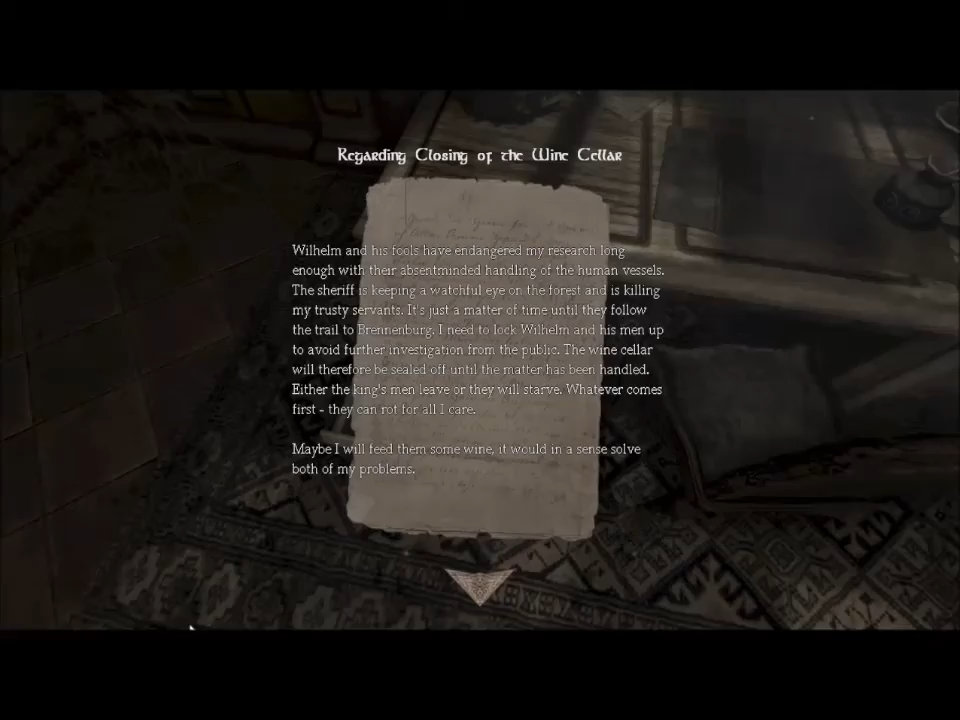 Regarding Closing of the Wine Cellar
Wilhelm and his fools have endangered my research long
enough with their absentminded handling of the human vessels.
The sheriff is keeping a watchful eye on the forest and is killing
my trusty servants. It's just a matter of time until they follow
the trail to Brennenburg. I need to lock Wilhelm and his men up
to avoid further investigation from the public. The wine cellar
will therefore be sealed off until the matter has been handled.
Either the king's men leave or they will starve. Whatever comes
first - they can rot for all I care.
Maybe I will feed them some wine, it would in a sense solve
both of my problems.